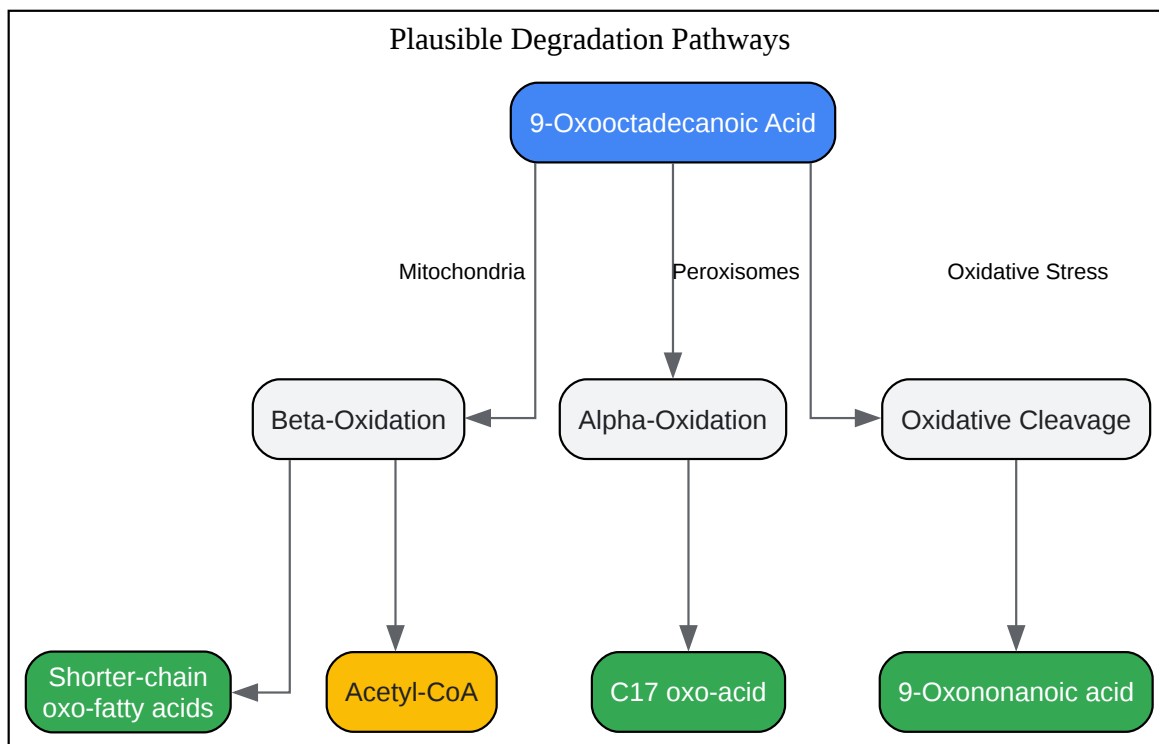 Plausible Degradation Pathways
9-Oxooctadecanoic Acid
Mitochondria
Peroxisomes
Oxidative Stress
Beta-Oxidation
Alpha-Oxidation
Oxidative Cleavage
Shorter-chain
oxo-fatty acids
Acetyl-CoA
C17 oxo-acid
9-Oxononanoic acid